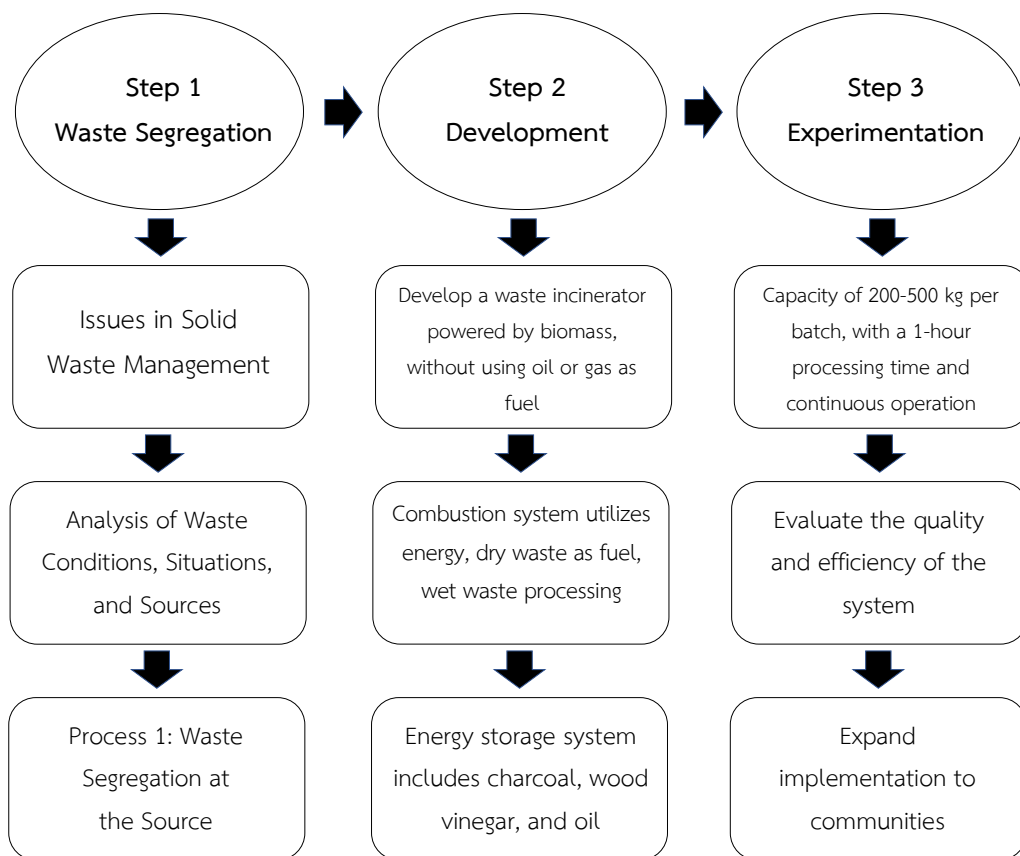 Step 1
Waste Segregation
Step 2
Development
Step 3
Experimentation
Issues in Solid
Waste Management
Develop a waste incinerator
powered by biomass,
without using oil or gas as
fuel
Capacity of 200-500 kg per
batch, with a 1-hour
processing time and
continuous operation
Analysis of Waste
Conditions, Situations,
and Sources
Combustion system utilizes
energy, dry waste as fuel,
wet waste processing
Evaluate the quality
and efficiency of the
system
Process 1: Waste
Segregation at
the Source
Energy storage system
includes charcoal, wood
vinegar, and oil
Expand
implementation to
communities